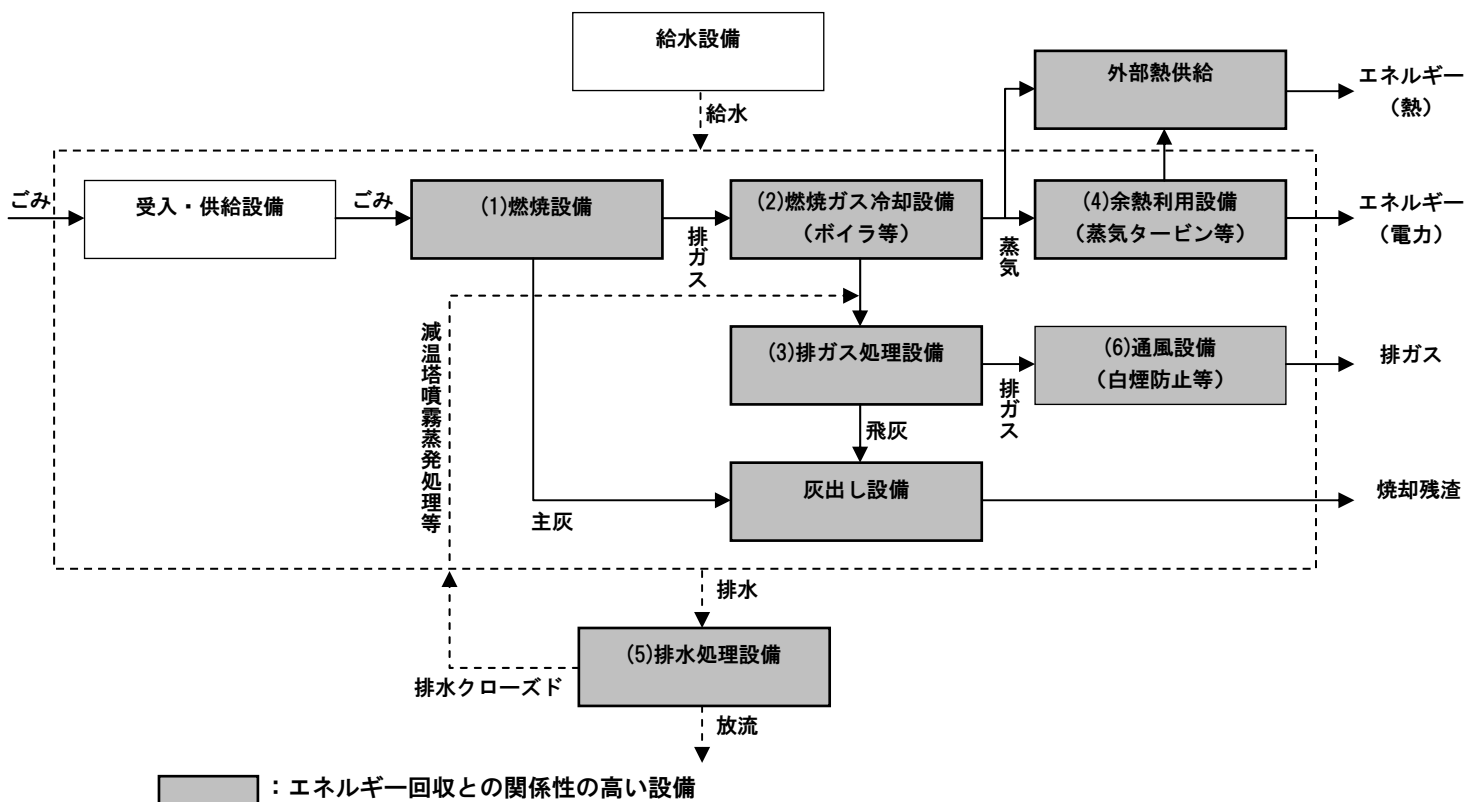 給水設備
外部熱供給
エネルギー
(熱)
給水
ごみ
受入・供給設備
ごみ
(1)燃焼設備
排ガス
(2)燃焼ガス冷却設備
(ボイラ等)
蒸気
(4)余熱利用設備
(蒸気タービン等)
エネルギー
(電力)
減温塔噴霧蒸発処理等
(3)排ガス処理設備
排ガス
(6)通風設備
(白煙防止等)
排ガス
飛灰
主灰
灰出し設備
焼却残渣
排水
(5)排水処理設備
排水クローズド
放流
:エネルギー回収との関係性の高い設備